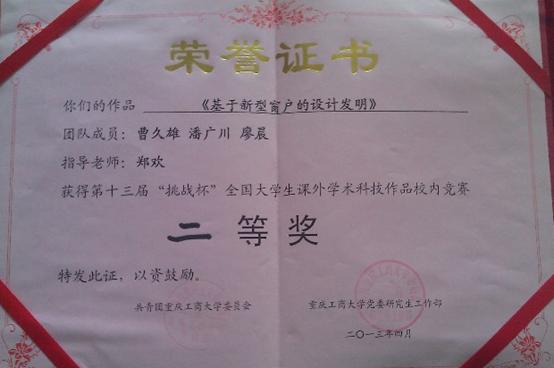 荣誉证书
你们的作品 《基于新型窗户的设计发明》
团队成员：曹久雄 潘广川 廖晨
指导老师：郑欢
获得第十三届“挑战杯”全国大学生课外学术科技作品校内竞赛
二等奖
特发此证，以资鼓励。
共青团重庆工商大学委员会 重庆工商大学党委研究生工作部
二〇一三年四月